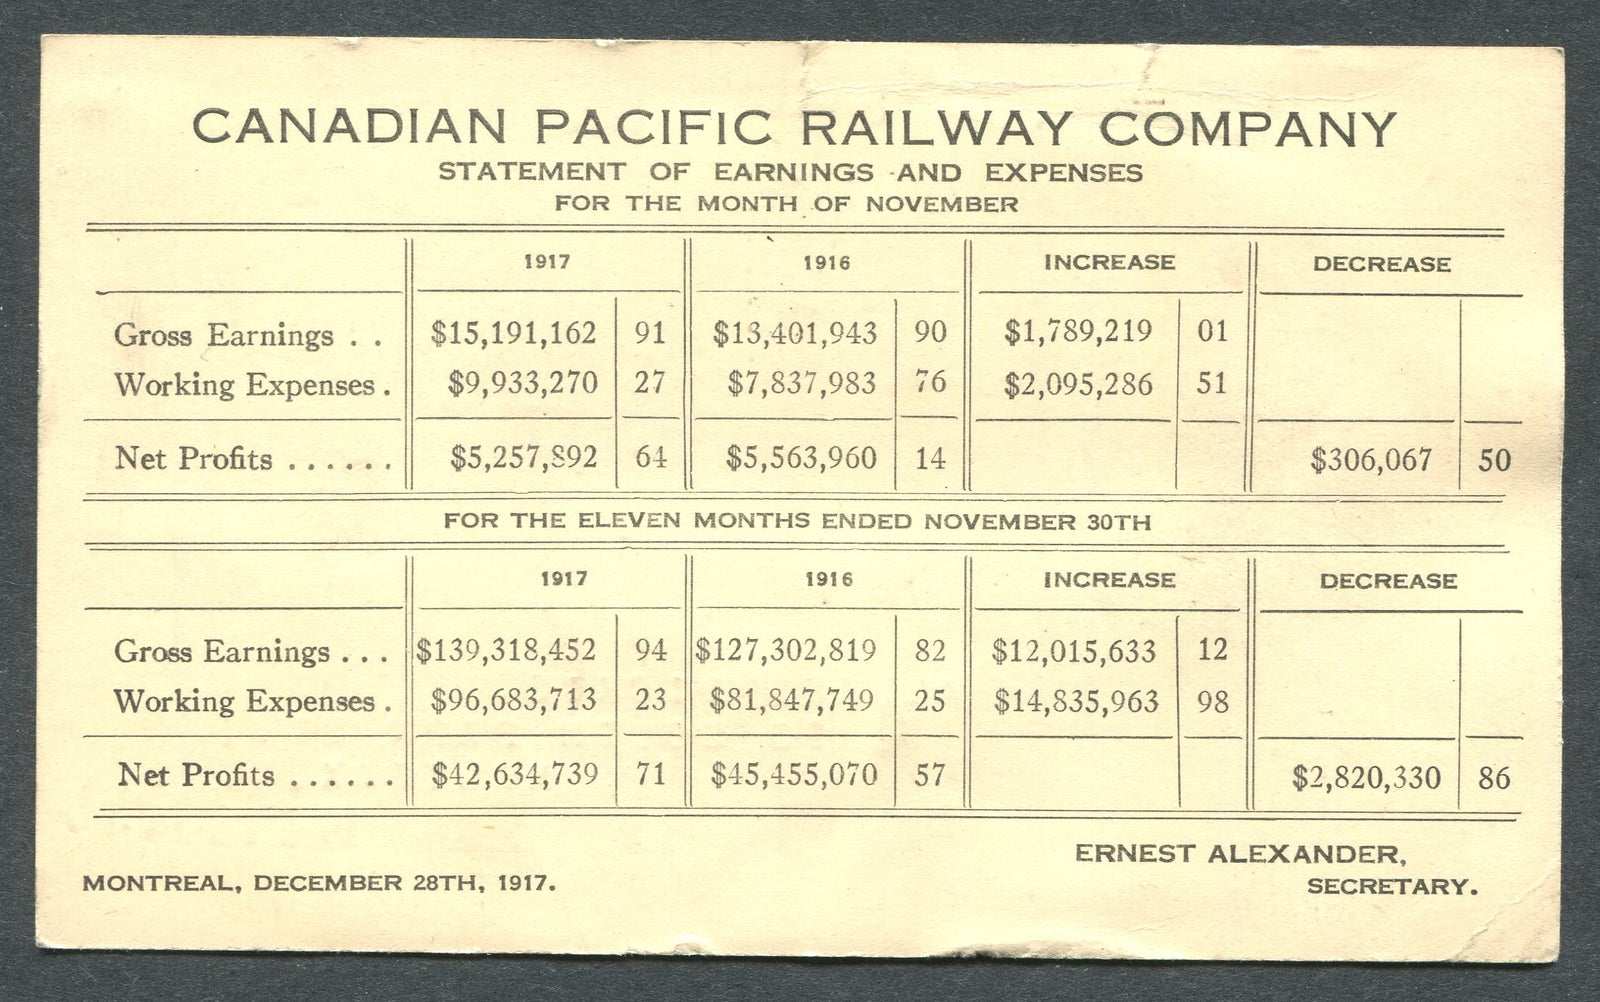 CANADIAN PACIFIC RAILWAY COMPANY
STATEMENT OF EARNINGS AND EXPENSES
FOR THE MONTH OF NOVEMBER
1917 1916 INCREASE DECREASE
Gross Earnings . . $15,191,162 91 $13,401,943 90 $1,789,219 01
Working Expenses . $9,933,270 27 $7,837,983 76 $2,095,286 51
Net Profits . . . . . . $5,257,892 64 $5,563,960 14 $306,067 50
FOR THE ELEVEN MONTHS ENDED NOVEMBER 30TH
1917 1916 INCREASE DECREASE
Gross Earnings . . . $139,318,452 94 $127,302,819 82 $12,015,633 12
Working Expenses . $96,683,713 23 $81,847,749 25 $14,835,963 98
Net Profits . . . . . . $42,634,739 71 $45,455,070 57 $2,820,330 86
ERNEST ALEXANDER,
MONTREAL, DECEMBER 28TH, 1917. SECRETARY.